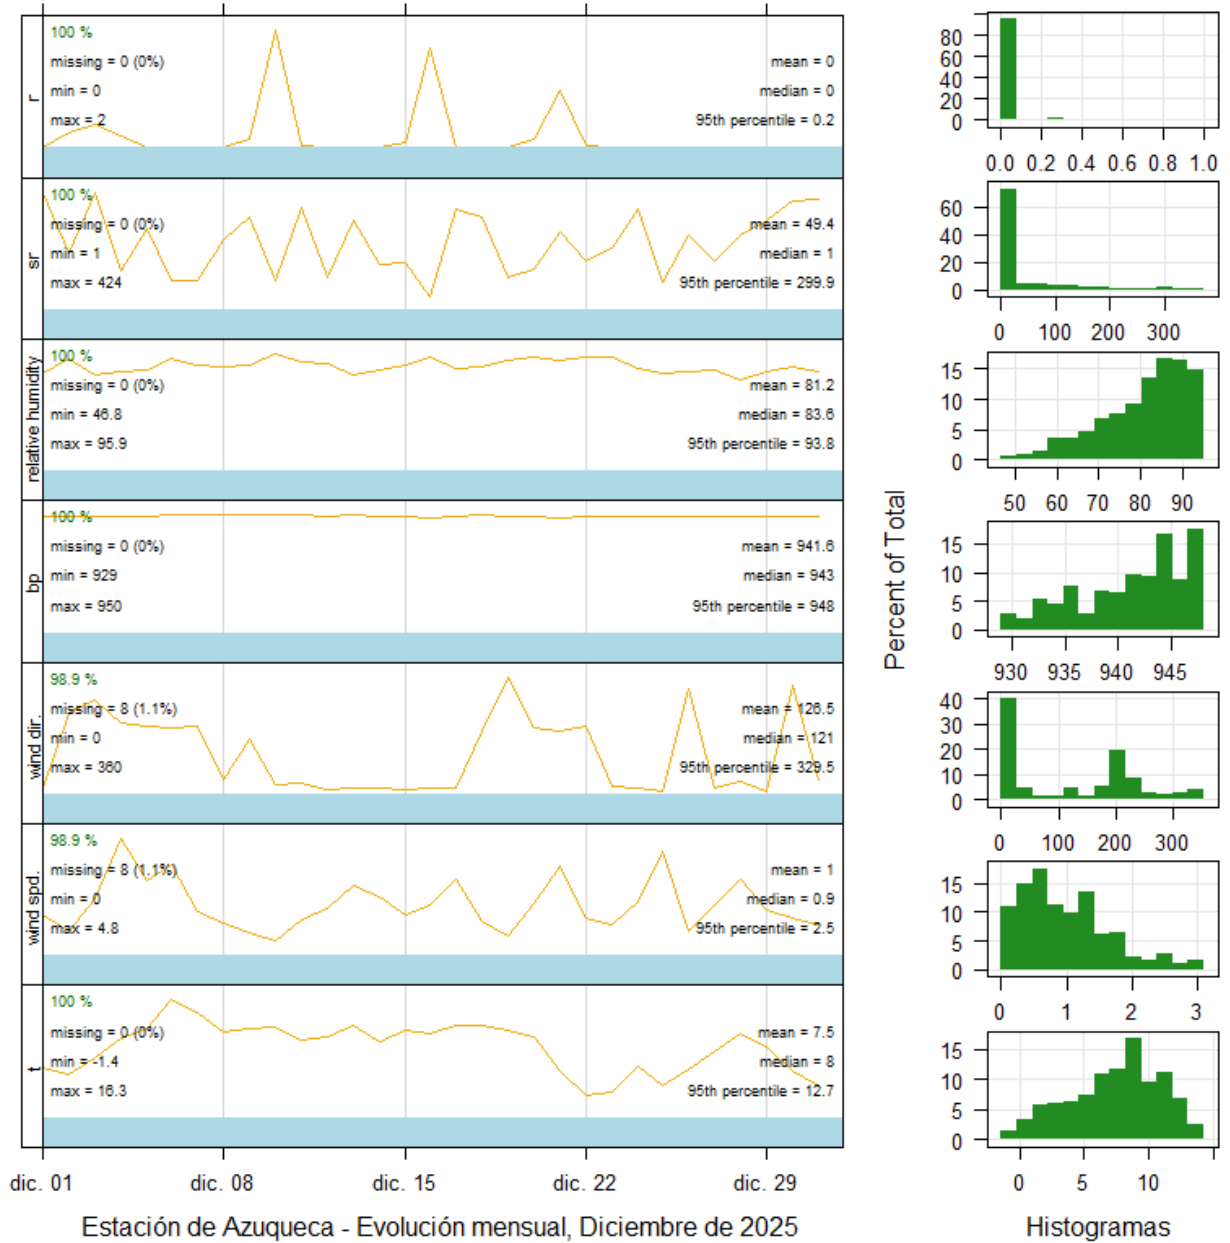 r
100 %
missing = 0 (0%)
min = 0
max = 2
mean = 0
median = 0
95th percentile = 0.2
sr
100 %
missing = 0 (0%)
min = 1
max = 424
mean = 49.4
median = 1
95th percentile = 299.9
relative humidity
100 %
missing = 0 (0%)
min = 46.8
max = 95.9
mean = 81.2
median = 83.6
95th percentile = 93.8
bp
100 %
missing = 0 (0%)
min = 929
max = 950
mean = 941.6
median = 943
95th percentile = 948
wind dir.
98.9 %
missing = 8 (1.1%)
min = 0
max = 360
mean = 126.5
median = 121
95th percentile = 329.5
wind spd.
98.9 %
missing = 8 (1.1%)
min = 0
max = 4.8
mean = 1
median = 0.9
95th percentile = 2.5
t
100 %
missing = 0 (0%)
min = -1.4
max = 16.3
mean = 7.5
median = 8
95th percentile = 12.7
dic. 01 dic. 08 dic. 15 dic. 22 dic. 29
Estación de Azuqueca - Evolución mensual, Diciembre de 2025
Percent of Total
80
60
40
20
0
0.0 0.2 0.4 0.6 0.8 1.0
60
40
20
0
0 100 200 300
15
10
5
0
50 60 70 80 90
15
10
5
0
930 935 940 945
40
30
20
10
0
0 100 200 300
15
10
5
0
0 1 2 3
15
10
5
0
0 5 10
Histogramas